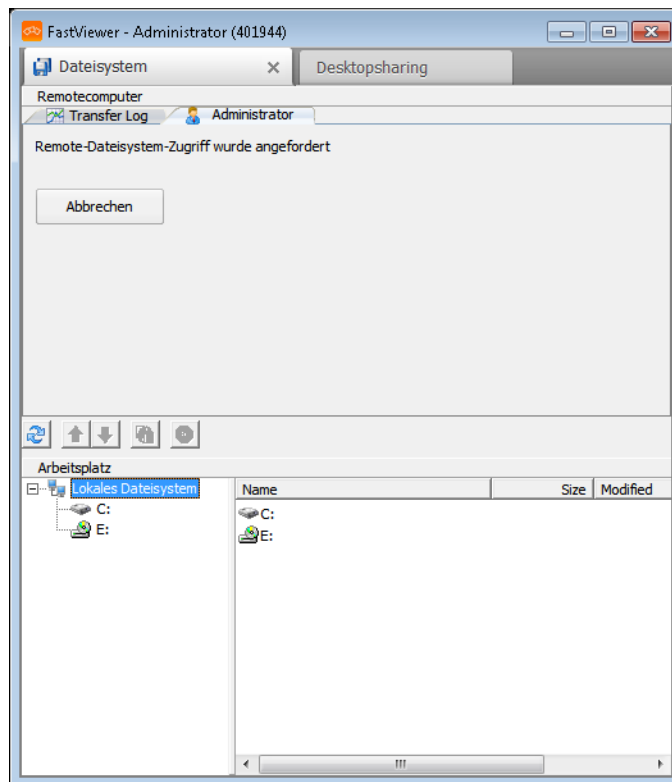 FastViewer - Administrator (401944)
Dateisystem
Desktopsharing
Remotecomputer
Transfer Log
Administrator
Remote-Dateisystem-Zugriff wurde angefordert
Abbrechen
Arbeitsplatz
Lokales Dateisystem
Name Size Modified
C:
C:
E:
E: